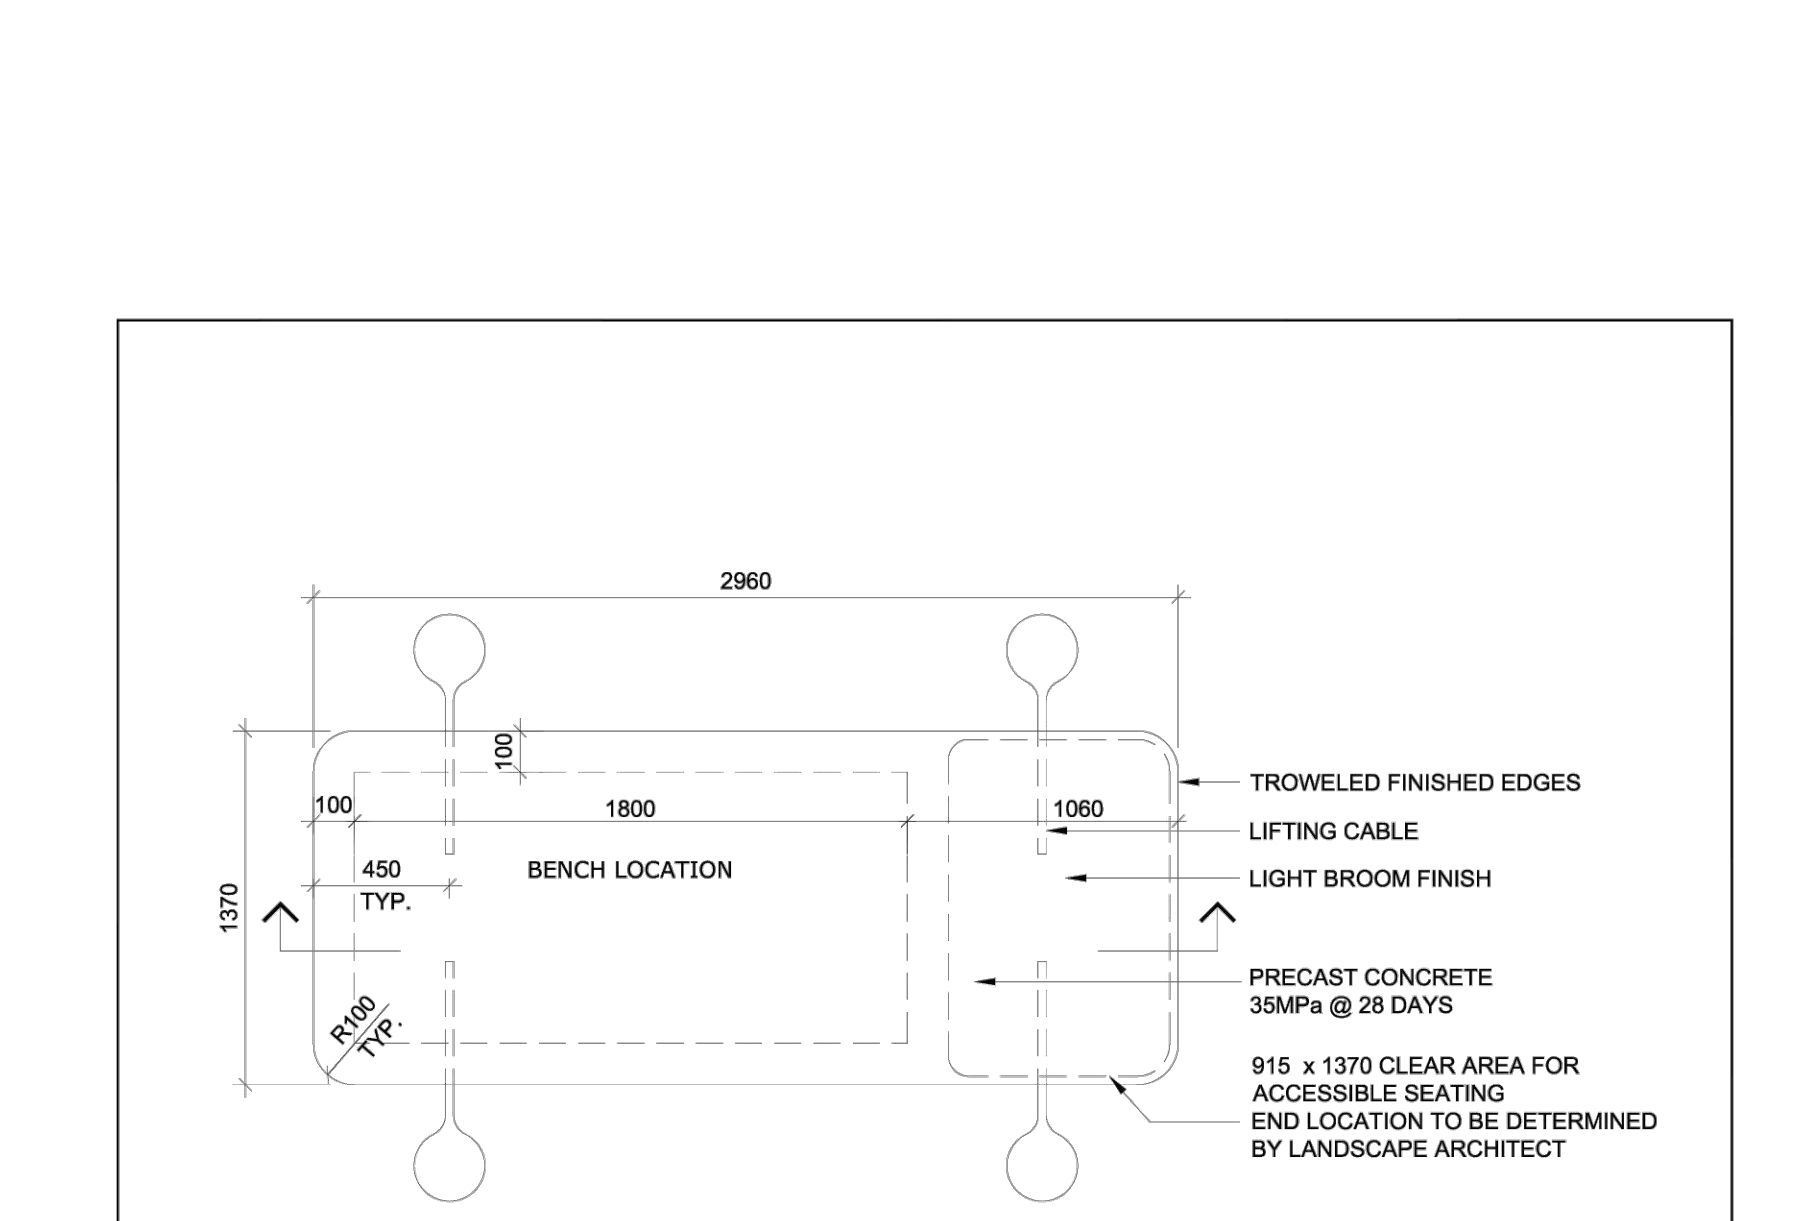 2960
100
100
1800
1060
TROWELED FINISHED EDGES
LIFTING CABLE
450
TYP.
BENCH LOCATION
LIGHT BROOM FINISH
1370
PRECAST CONCRETE
35MPa @ 28 DAYS
R100
TYP.
915 x 1370 CLEAR AREA FOR
ACCESSIBLE SEATING
END LOCATION TO BE DETERMINED
BY LANDSCAPE ARCHITECT